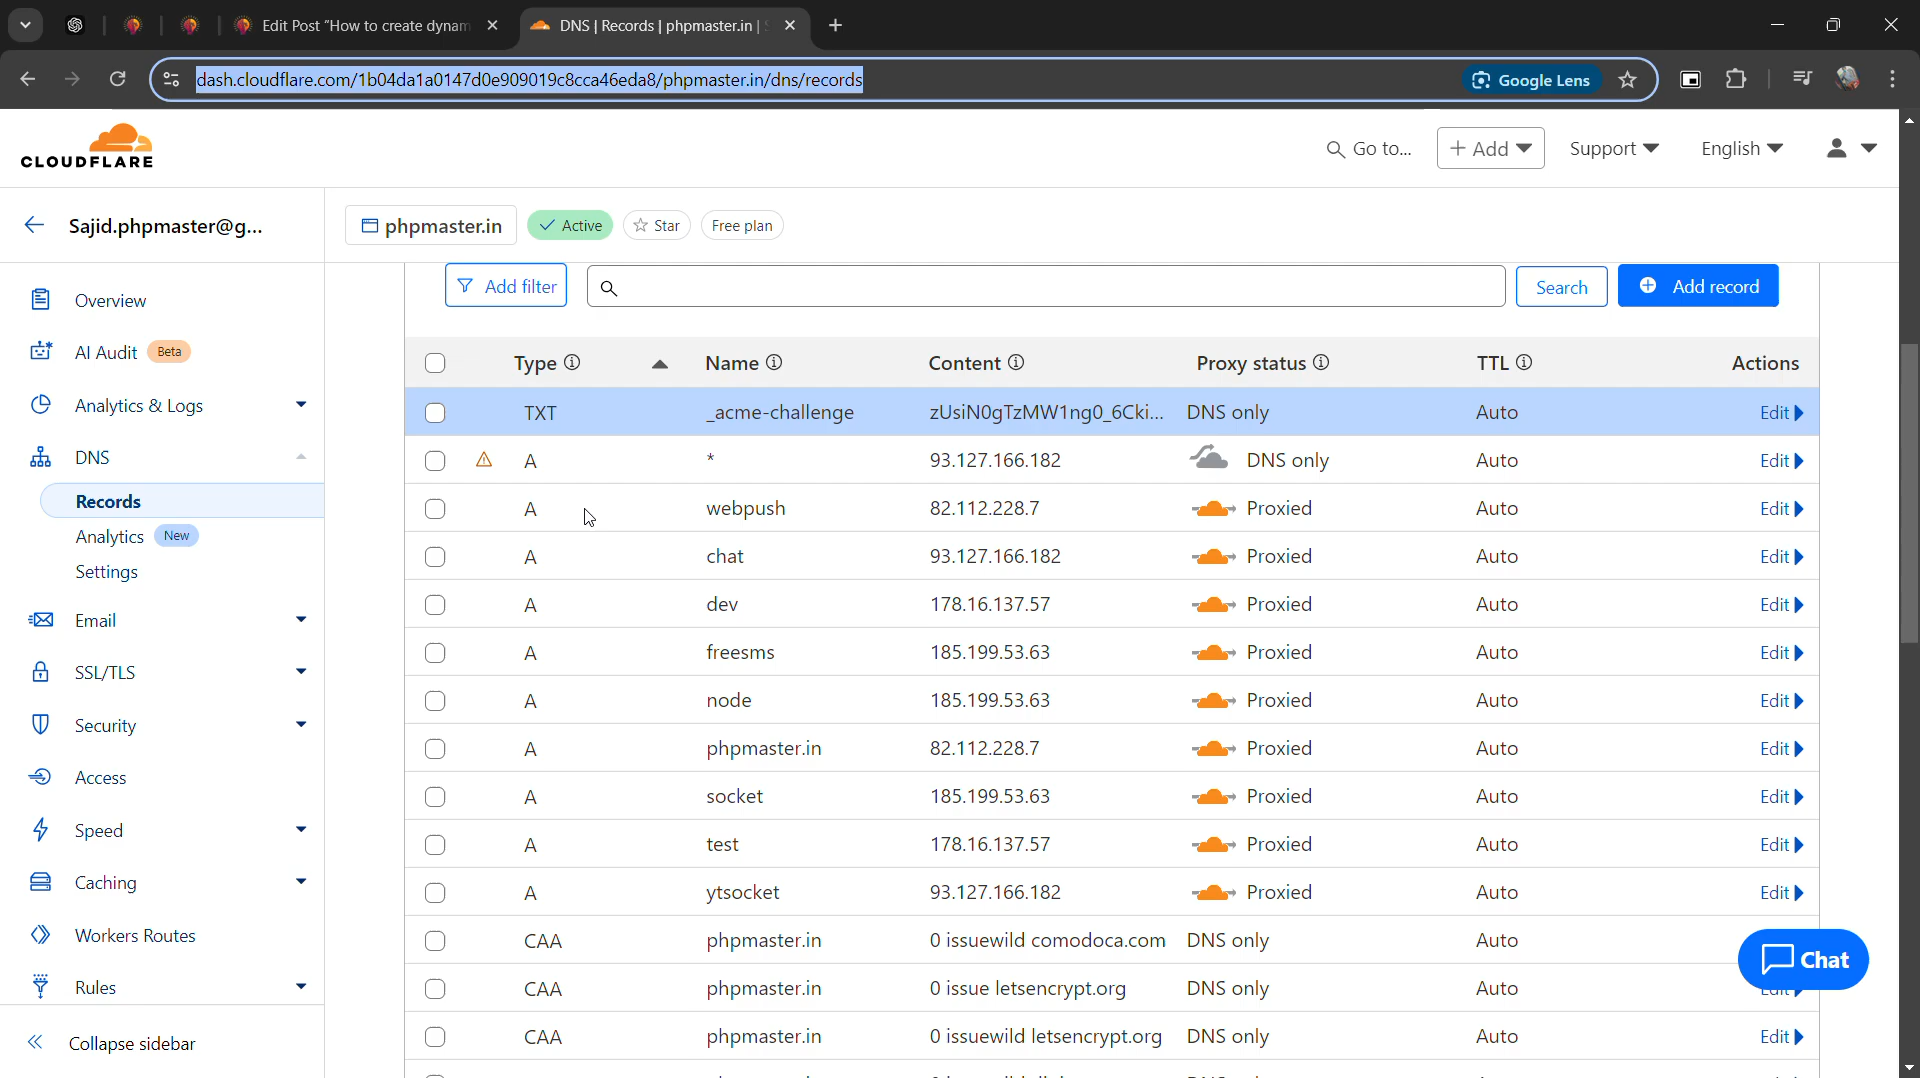 Edit Post "How to create dynam
DNS | Records | phpmaster.in |
dash.cloudflare.com/1b04da1a0147d0e909019c8cca46eda8/phpmaster.in/dns/records
Google Lens
CLOUDFLARE
Go to...
Add
Support
English
Sajid.phpmaster@g...
phpmaster.in
Active
Star
Free plan
Overview
AI Audit Beta
Analytics & Logs
DNS
Records
Analytics New
Settings
Email
SSL/TLS
Security
Access
Speed
Caching
Workers Routes
Rules
Collapse sidebar
Add filter
Search
Add record
Type Name Content Proxy status TTL Actions
TXT _acme-challenge zUsiN0gTzMW1ng0_6Cki... DNS only Auto Edit
A * 93.127.166.182 DNS only Auto Edit
A webpush 82.112.228.7 Proxied Auto Edit
A chat 93.127.166.182 Proxied Auto Edit
A dev 178.16.137.57 Proxied Auto Edit
A freesms 185.199.53.63 Proxied Auto Edit
A node 185.199.53.63 Proxied Auto Edit
A phpmaster.in 82.112.228.7 Proxied Auto Edit
A socket 185.199.53.63 Proxied Auto Edit
A test 178.16.137.57 Proxied Auto Edit
A ytsocket 93.127.166.182 Proxied Auto Edit
CAA phpmaster.in 0 issuewild comodoca.com DNS only Auto
CAA phpmaster.in 0 issue letsencrypt.org DNS only Auto
CAA phpmaster.in 0 issuewild letsencrypt.org DNS only Auto Edit
Chat